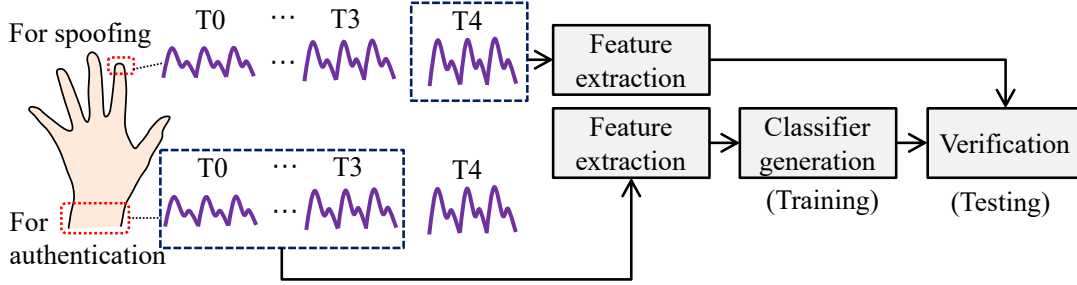 For spoofing
T0 ... T3
T4
Feature
extraction
Feature
extraction
Classifier
generation
(Training)
Verification
(Testing)
For
authentication
T0 ... T3
T4
...
...